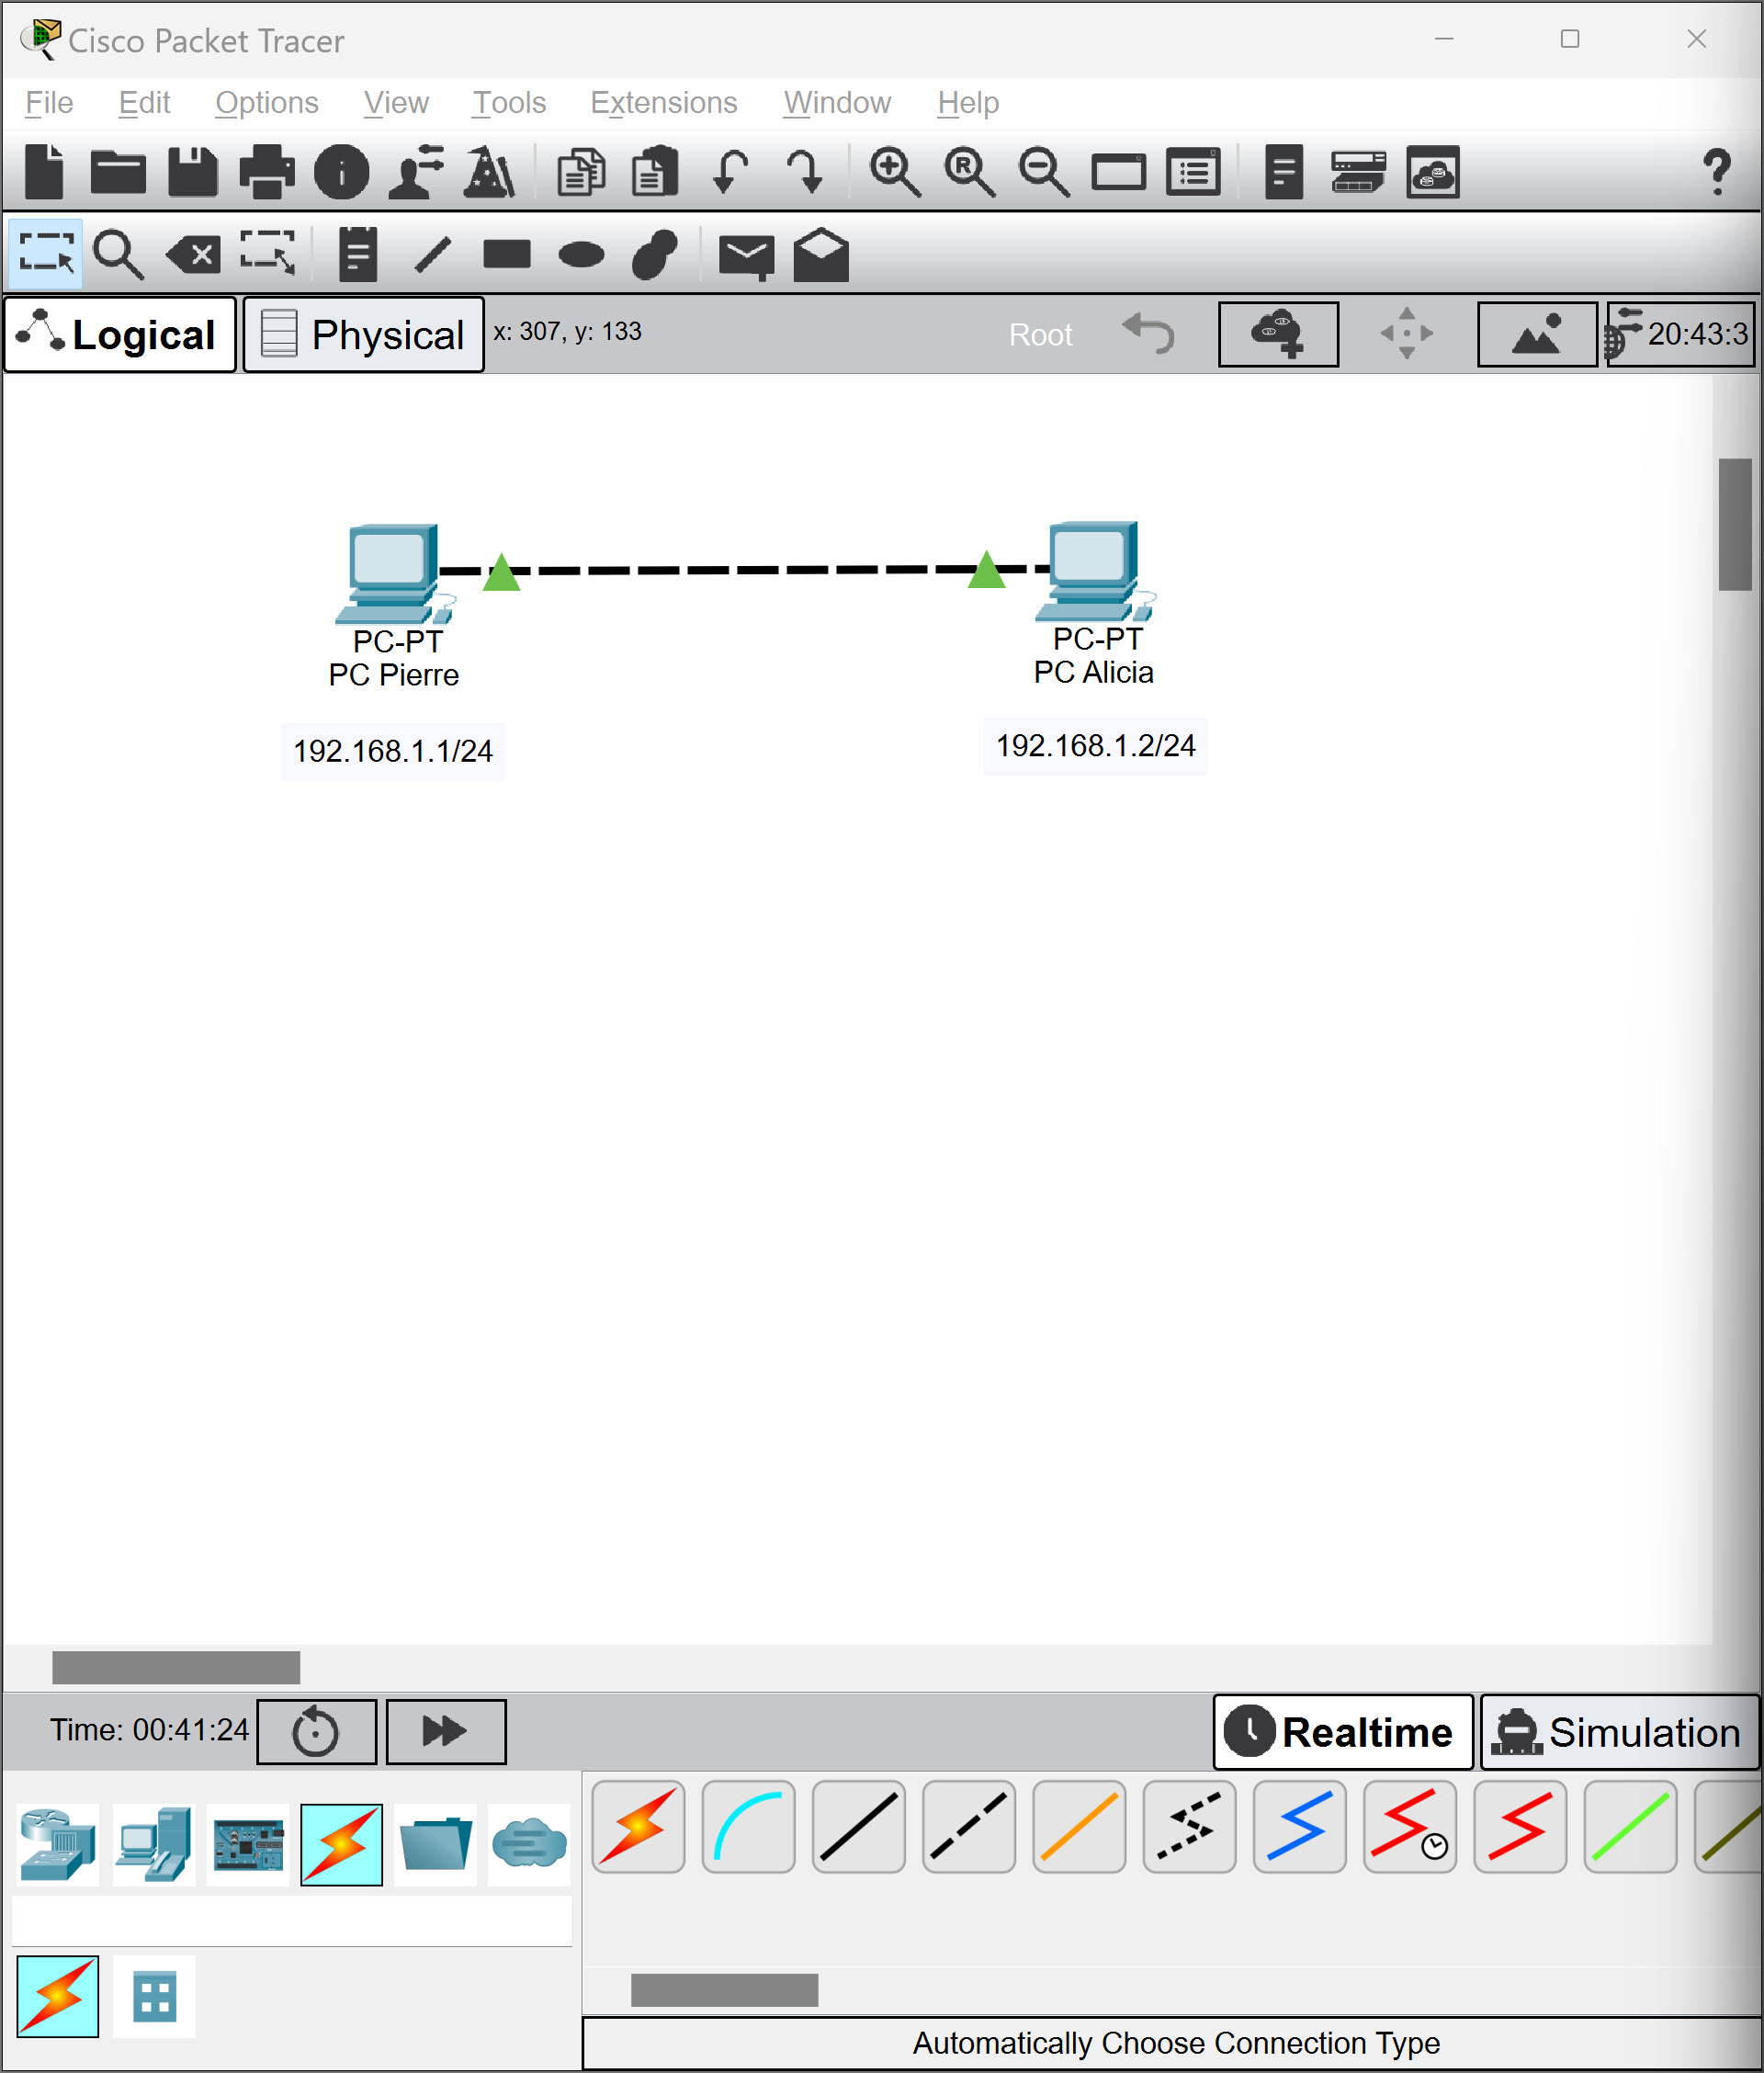 Cisco Packet Tracer
File Edit Options View Tools Extensions Window Help
R
?
Logical Physical x: 307, y: 133 Root 20:43:3
PC-PT
PC Pierre
PC-PT
PC Alicia
192.168.1.1/24
192.168.1.2/24
Time: 00:41:24 Realtime Simulation
Automatically Choose Connection Type